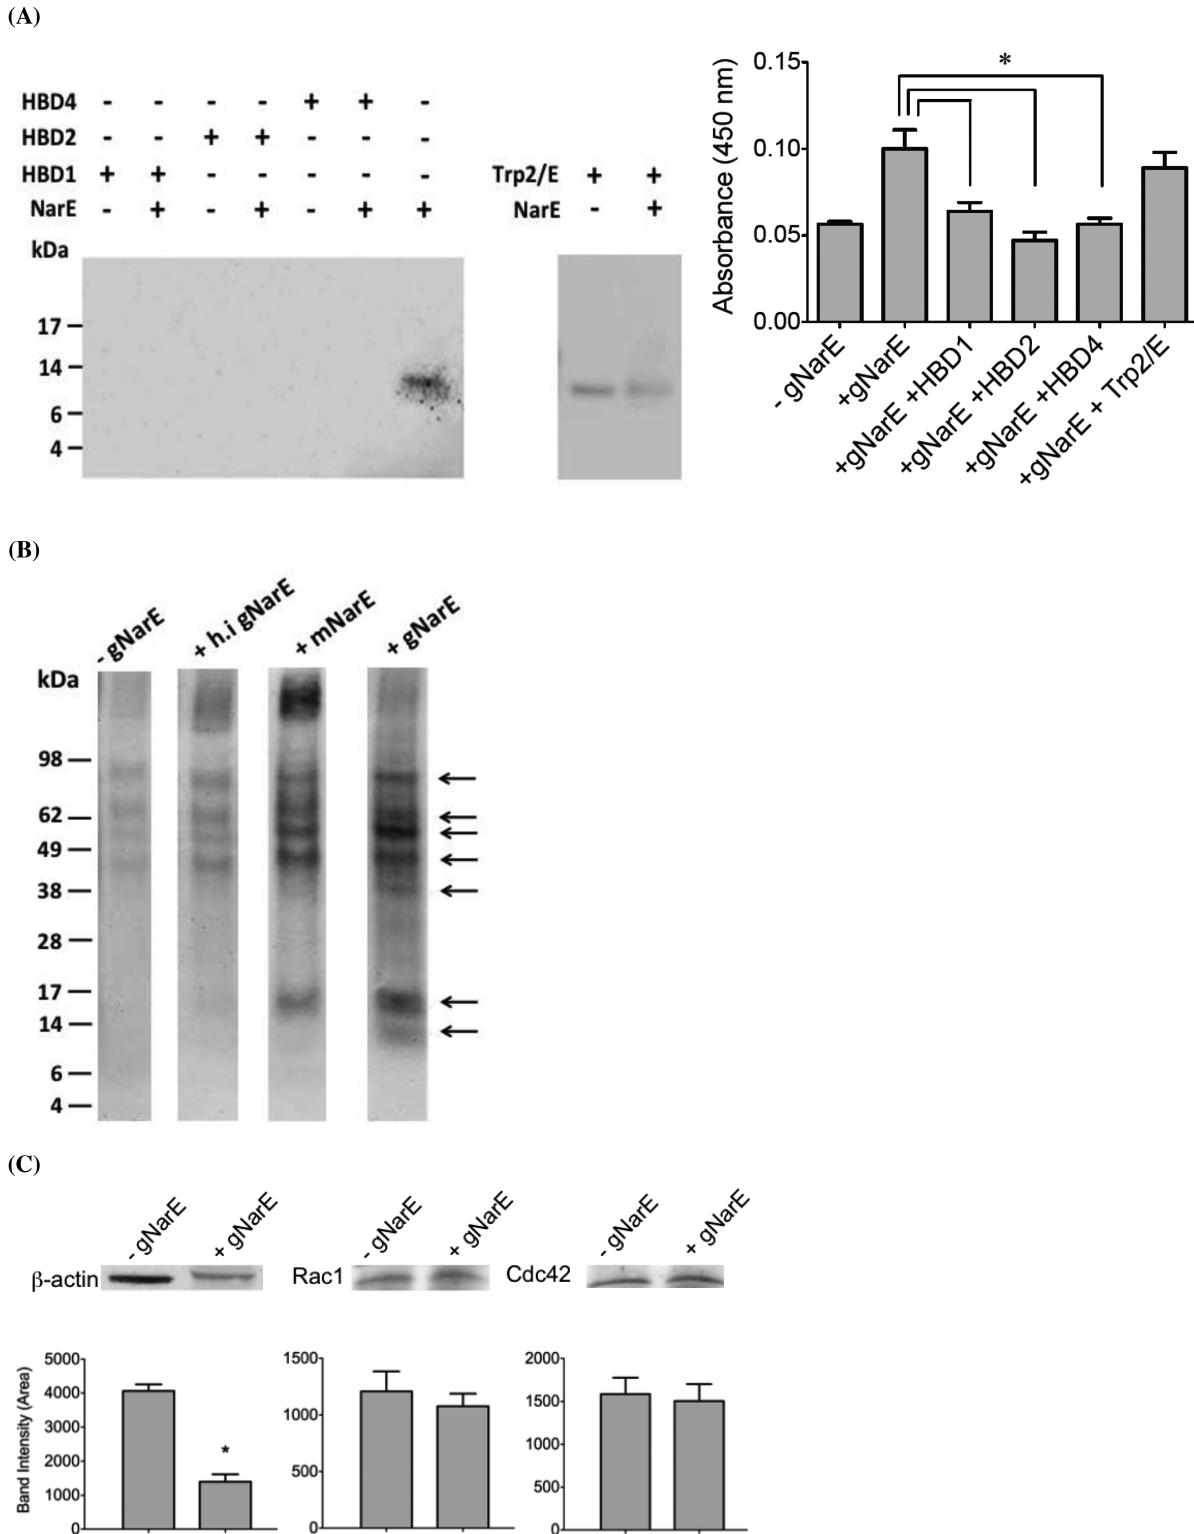 (A)
HBD4 - - - - + + -
HBD2 - - + + - - -
HBD1 + + - - - - -
NarE - + - + - + +
kDa
17
14
6
4
Trp2/E + +
NarE - +
Absorbance (450 nm)
0.15
0.10
0.05
0.00
*
- gNarE
+gNarE
+gNarE +HBD1
+gNarE +HBD2
+gNarE +HBD4
+gNarE + Trp2/E
(B)
- gNarE
+ h.i gNarE
+ mNarE
+ gNarE
kDa
98
62
49
38
28
17
14
6
4
(C)
- gNarE
+ gNarE
β-actin
- gNarE
+ gNarE
Rac1
- gNarE
+ gNarE
Cdc42
Band Intensity (Area)
5000
4000
3000
2000
1000
0
*
1500
1000
500
0
2000
1500
1000
500
0